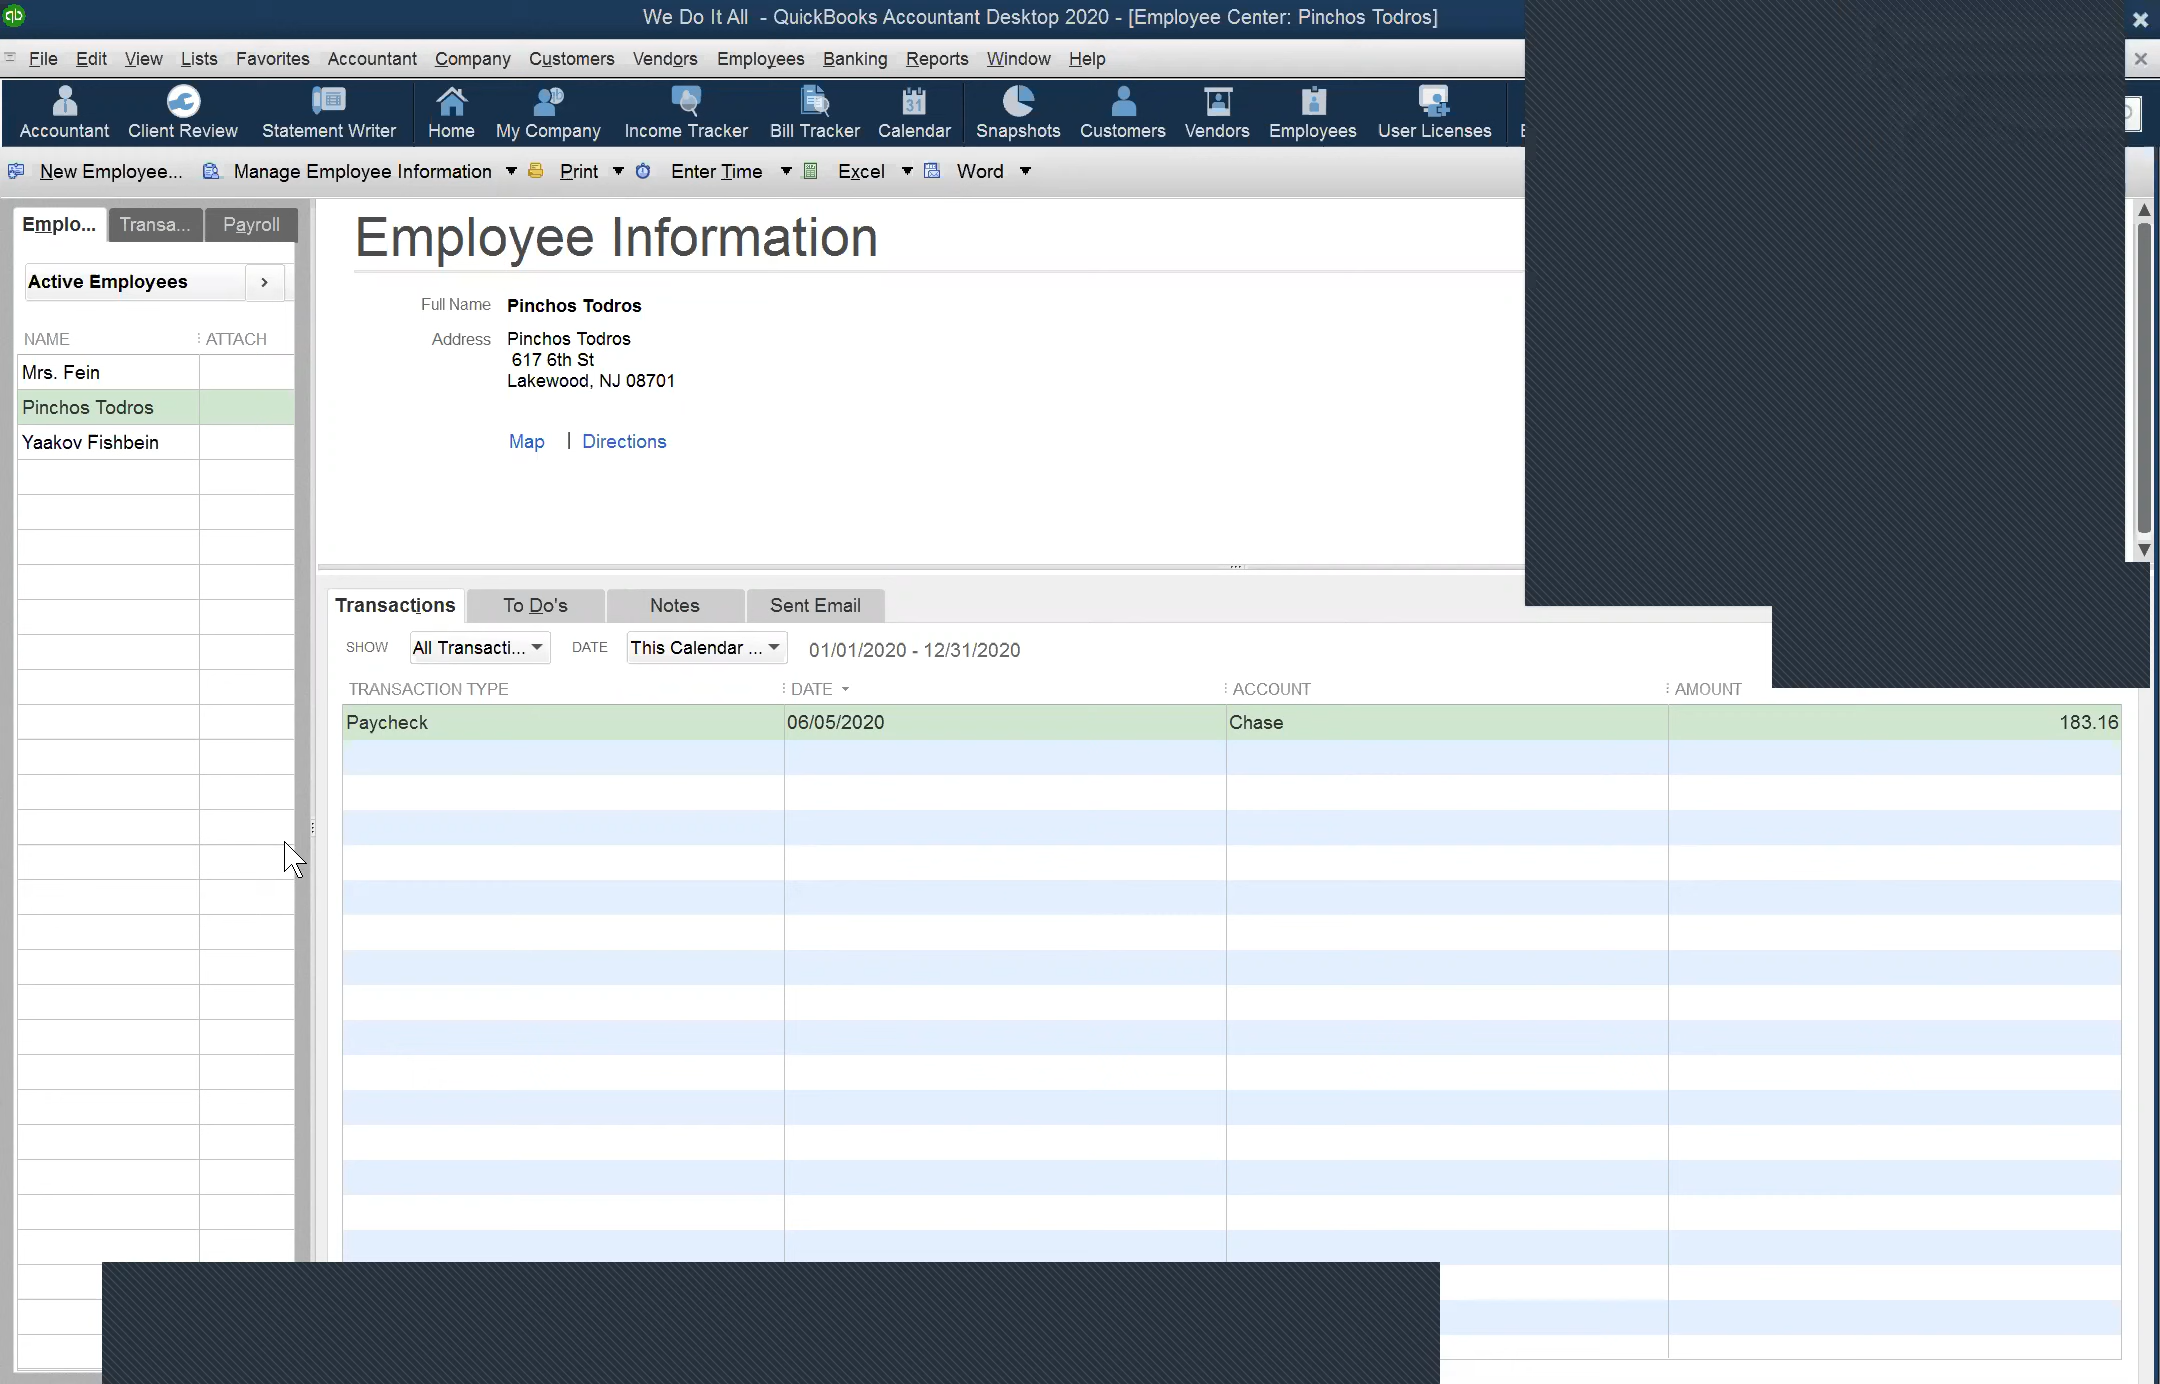 We Do It All - QuickBooks Accountant Desktop 2020 - [Employee Center: Pinchos Todros]
File Edit View Lists Favorites Accountant Company Customers Vendors Employees Banking Reports Window Help
Accountant Client Review Statement Writer Home My Company Income Tracker Bill Tracker Calendar Snapshots Customers Vendors Employees User Licenses
New Employee... Manage Employee Information Print Enter Time Excel Word
Emplo... Transa... Payroll
Active Employees
NAME ATTACH
Mrs. Fein
Pinchos Todros
Yaakov Fishbein
Employee Information
Full Name Pinchos Todros
Address Pinchos Todros
617 6th St
Lakewood, NJ 08701
Map | Directions
Transactions To Do's Notes Sent Email
SHOW All Transacti... DATE This Calendar ... 01/01/2020 - 12/31/2020
TRANSACTION TYPE DATE ACCOUNT AMOUNT
Paycheck 06/05/2020 Chase 183.16